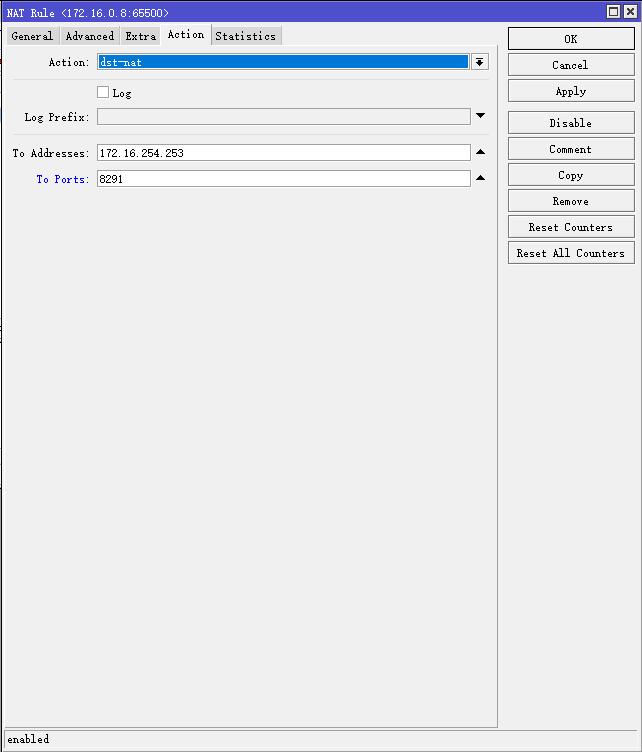 NAT Rule <172.16.0.8:65500>
General Advanced Extra Action Statistics
Action: dst-nat
Log
Log Prefix:
To Addresses: 172.16.254.253
To Ports: 8291
OK
Cancel
Apply
Disable
Comment
Copy
Remove
Reset Counters
Reset All Counters
enabled